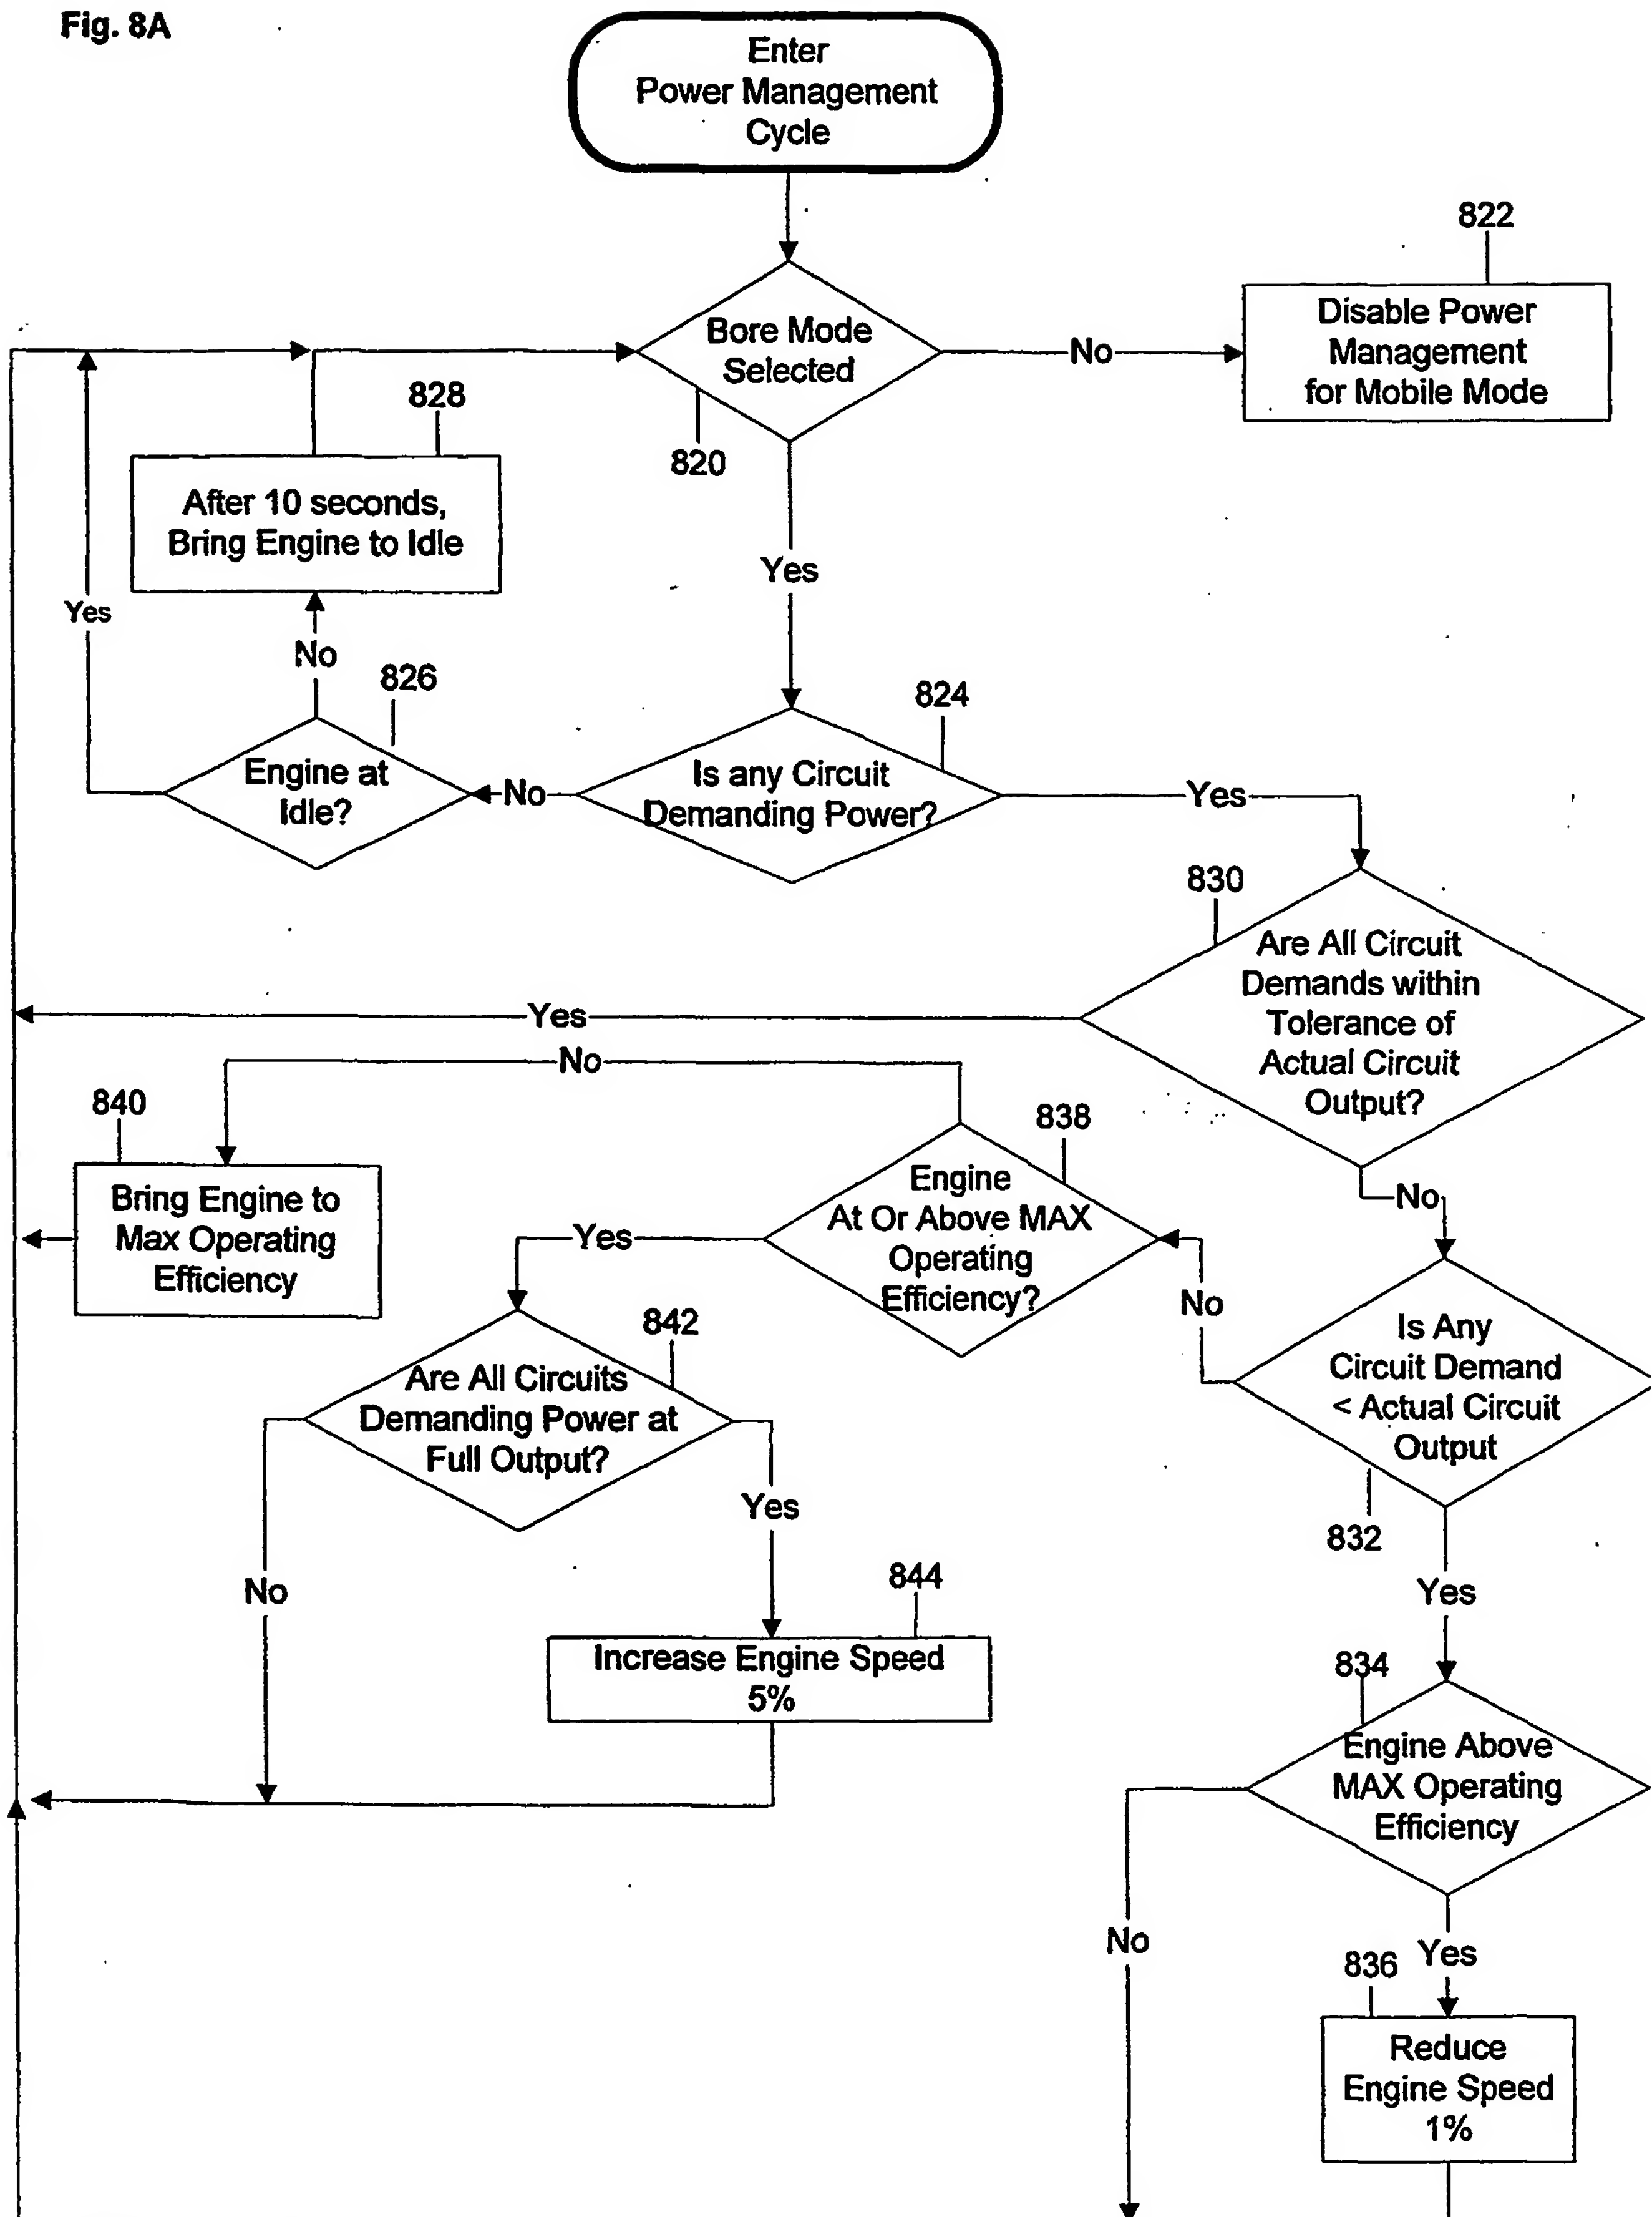 Fig. 8A
Enter
Power Management
Cycle
822
Disable Power
Management
for Mobile Mode
Bore Mode
Selected
No
820
828
After 10 seconds,
Bring Engine to Idle
Yes
Yes
No
826
824
Engine at
Idle?
No
Is any Circuit
Demanding Power?
Yes
830
Are All Circuit
Demands within
Tolerance of
Actual Circuit
Output?
Yes
No
840
838
Bring Engine to
Max Operating
Efficiency
Engine
At Or Above MAX
Operating
Efficiency?
Yes
No
No
Is Any
Circuit Demand
< Actual Circuit
Output
842
Are All Circuits
Demanding Power at
Full Output?
Yes
832
No
844
Increase Engine Speed
5%
Yes
834
Engine Above
MAX Operating
Efficiency
No
Yes
836
Reduce
Engine Speed
1%